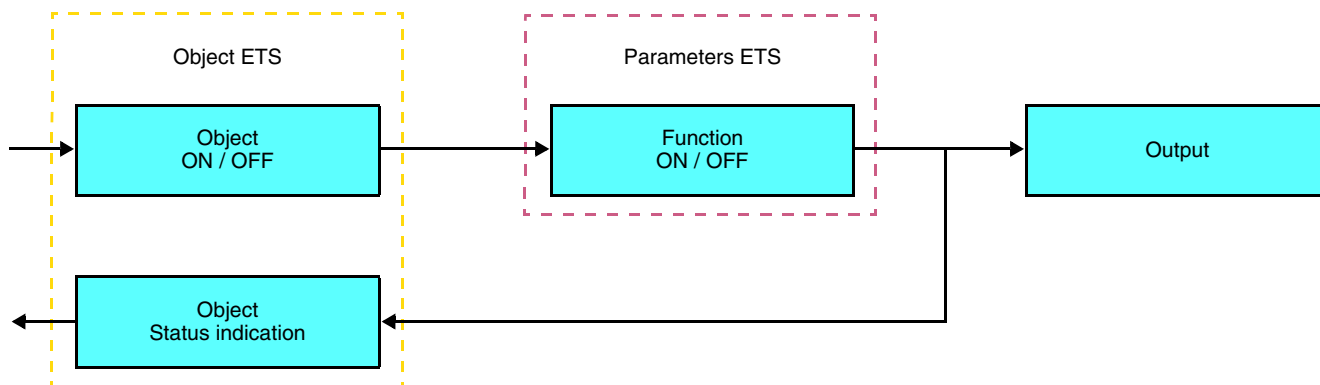 Object ETS
Parameters ETS
Object
ON / OFF
Function
ON / OFF
Output
Object
Status indication